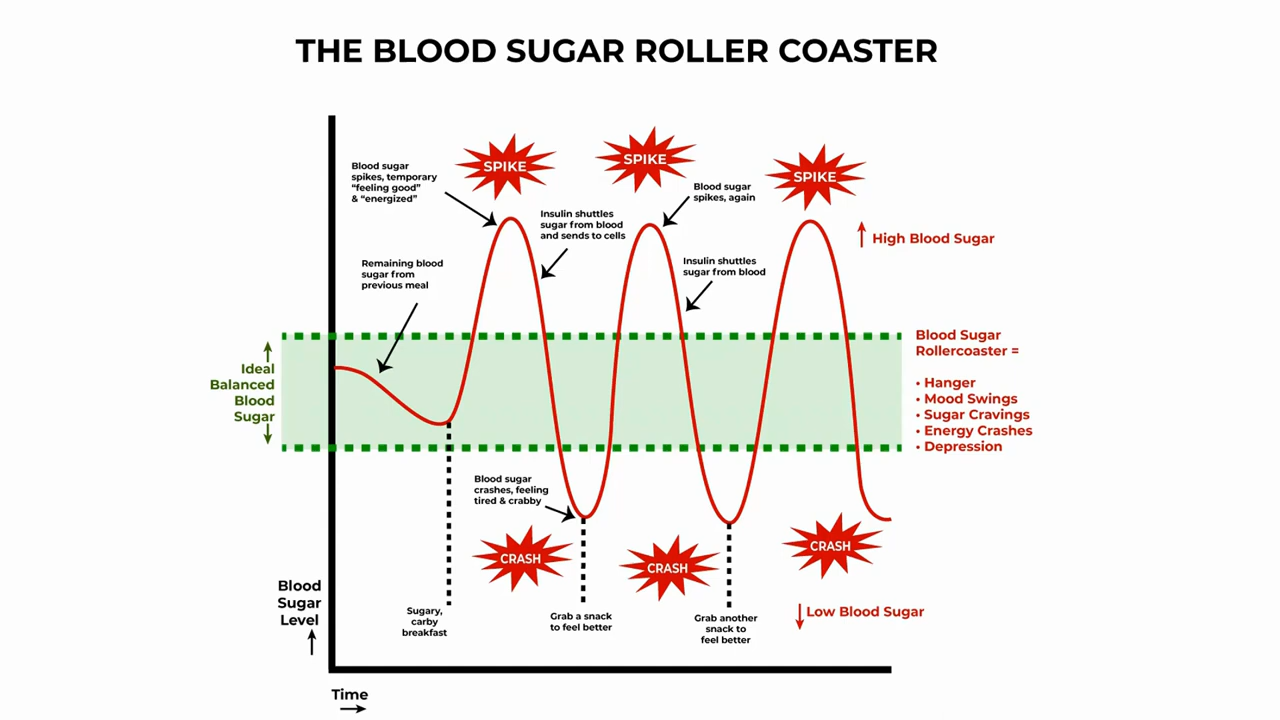 THE BLOOD SUGAR ROLLER COASTER
SPIKE
SPIKE
SPIKE
Blood sugar
spikes, temporary
“feeling good”
& “energized”
Insulin shuttles
sugar from blood
and sends to cells
Blood sugar
spikes, again
High Blood Sugar
Remaining blood
sugar from
previous meal
Insulin shuttles
sugar from blood
Ideal
Balanced
Blood
Sugar
Blood Sugar
Rollercoaster =
• Hanger
• Mood Swings
• Sugar Cravings
• Energy Crashes
• Depression
Blood sugar
crashes, feeling
tired & crabby
CRASH
CRASH
CRASH
Blood
Sugar
Level
Sugary,
carby
breakfast
Grab a snack
to feel better
Grab another
snack to
feel better
Low Blood Sugar
Time